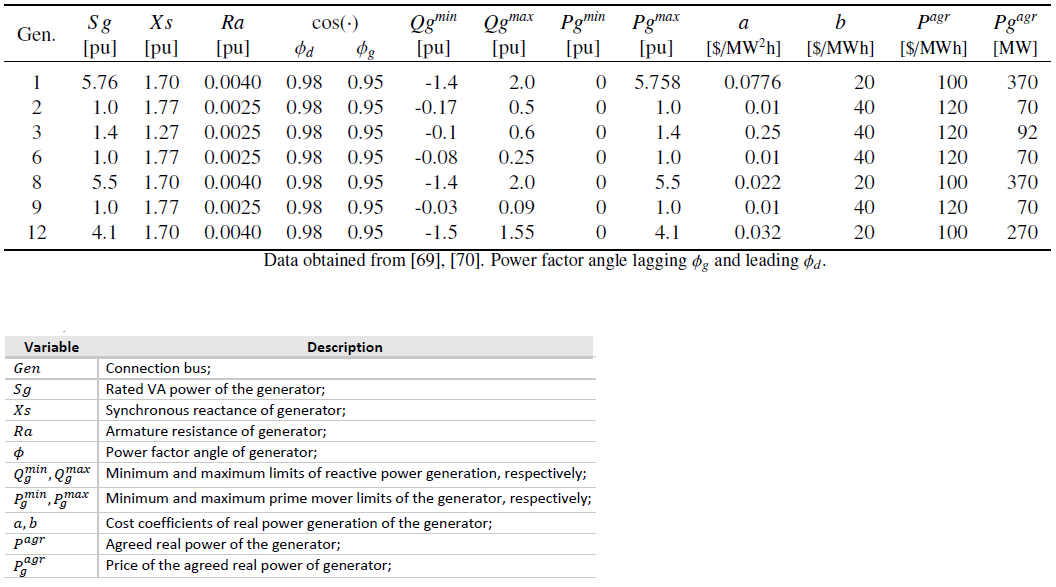 Gen. Sg Xs Ra cos(·) Qg^min Qg^max Pg^min Pg^max a b P^agr Pg^agr
[pu] [pu] [pu] ϕd ϕg [pu] [pu] [pu] [pu] [$/MW²h] [$/MWh] [$/MWh] [MW]
1 5.76 1.70 0.0040 0.98 0.95 -1.4 2.0 0 5.758 0.0776 20 100 370
2 1.0 1.77 0.0025 0.98 0.95 -0.17 0.5 0 1.0 0.01 40 120 70
3 1.4 1.27 0.0025 0.98 0.95 -0.1 0.6 0 1.4 0.25 40 120 92
6 1.0 1.77 0.0025 0.98 0.95 -0.08 0.25 0 1.0 0.01 40 120 70
8 5.5 1.70 0.0040 0.98 0.95 -1.4 2.0 0 5.5 0.022 20 100 370
9 1.0 1.77 0.0025 0.98 0.95 -0.03 0.09 0 1.0 0.01 40 120 70
12 4.1 1.70 0.0040 0.98 0.95 -1.5 1.55 0 4.1 0.032 20 100 270
Data obtained from [69], [70]. Power factor angle lagging ϕg and leading ϕd.
Variable Description
Gen Connection bus;
Sg Rated VA power of the generator;
Xs Synchronous reactance of generator;
Ra Armature resistance of generator;
ϕ Power factor angle of generator;
Qg^min, Qg^max Minimum and maximum limits of reactive power generation, respectively;
Pg^min, Pg^max Minimum and maximum prime mover limits of the generator, respectively;
a, b Cost coefficients of real power generation of the generator;
P^agr Agreed real power of the generator;
Pg^agr Price of the agreed real power of generator;